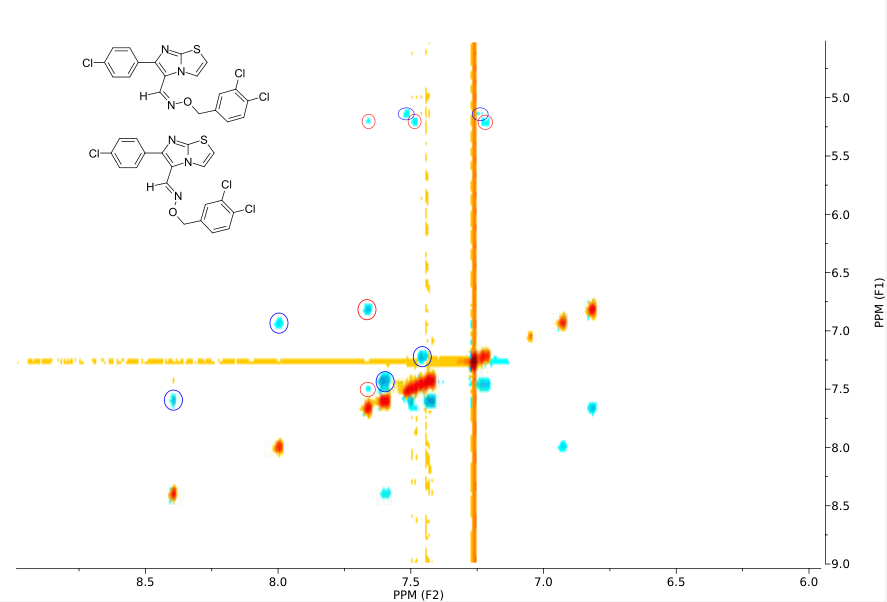 N S
Cl N
H Cl
N O Cl
N S
Cl N
H N Cl
O Cl
5.0
5.5
6.0
6.5
7.0
7.5
8.0
8.5
9.0
PPM (F1)
8.5 8.0 7.5 7.0 6.5 6.0
PPM (F2)